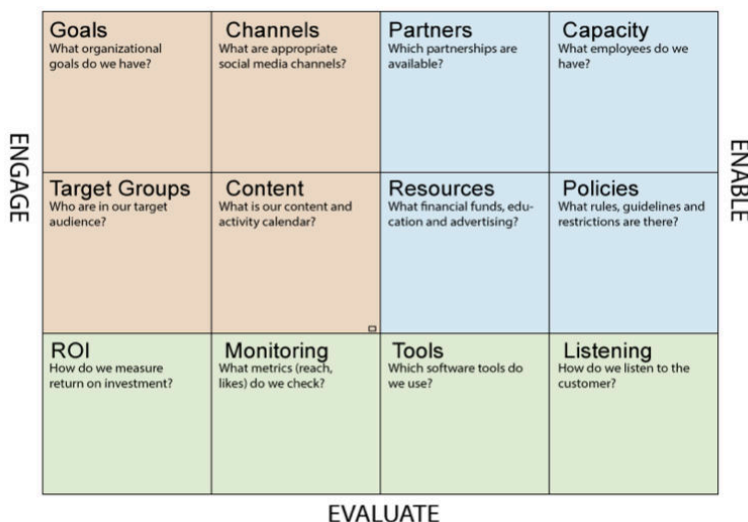 Goals
What organizational
goals do we have?
Channels
What are appropriate
social media channels?
Partners
Which partnerships are
available?
Capacity
What employees do we
have?
ENGAGE
ENABLE
Target Groups
Who are in our target
audience?
Content
What is our content and
activity calendar?
Resources
What financial funds, edu-
cation and advertising?
Policies
What rules, guidelines and
restrictions are there?
ROI
How do we measure
return on investment?
Monitoring
What metrics (reach,
likes) do we check?
Tools
Which software tools do
we use?
Listening
How do we listen to the
customer?
EVALUATE